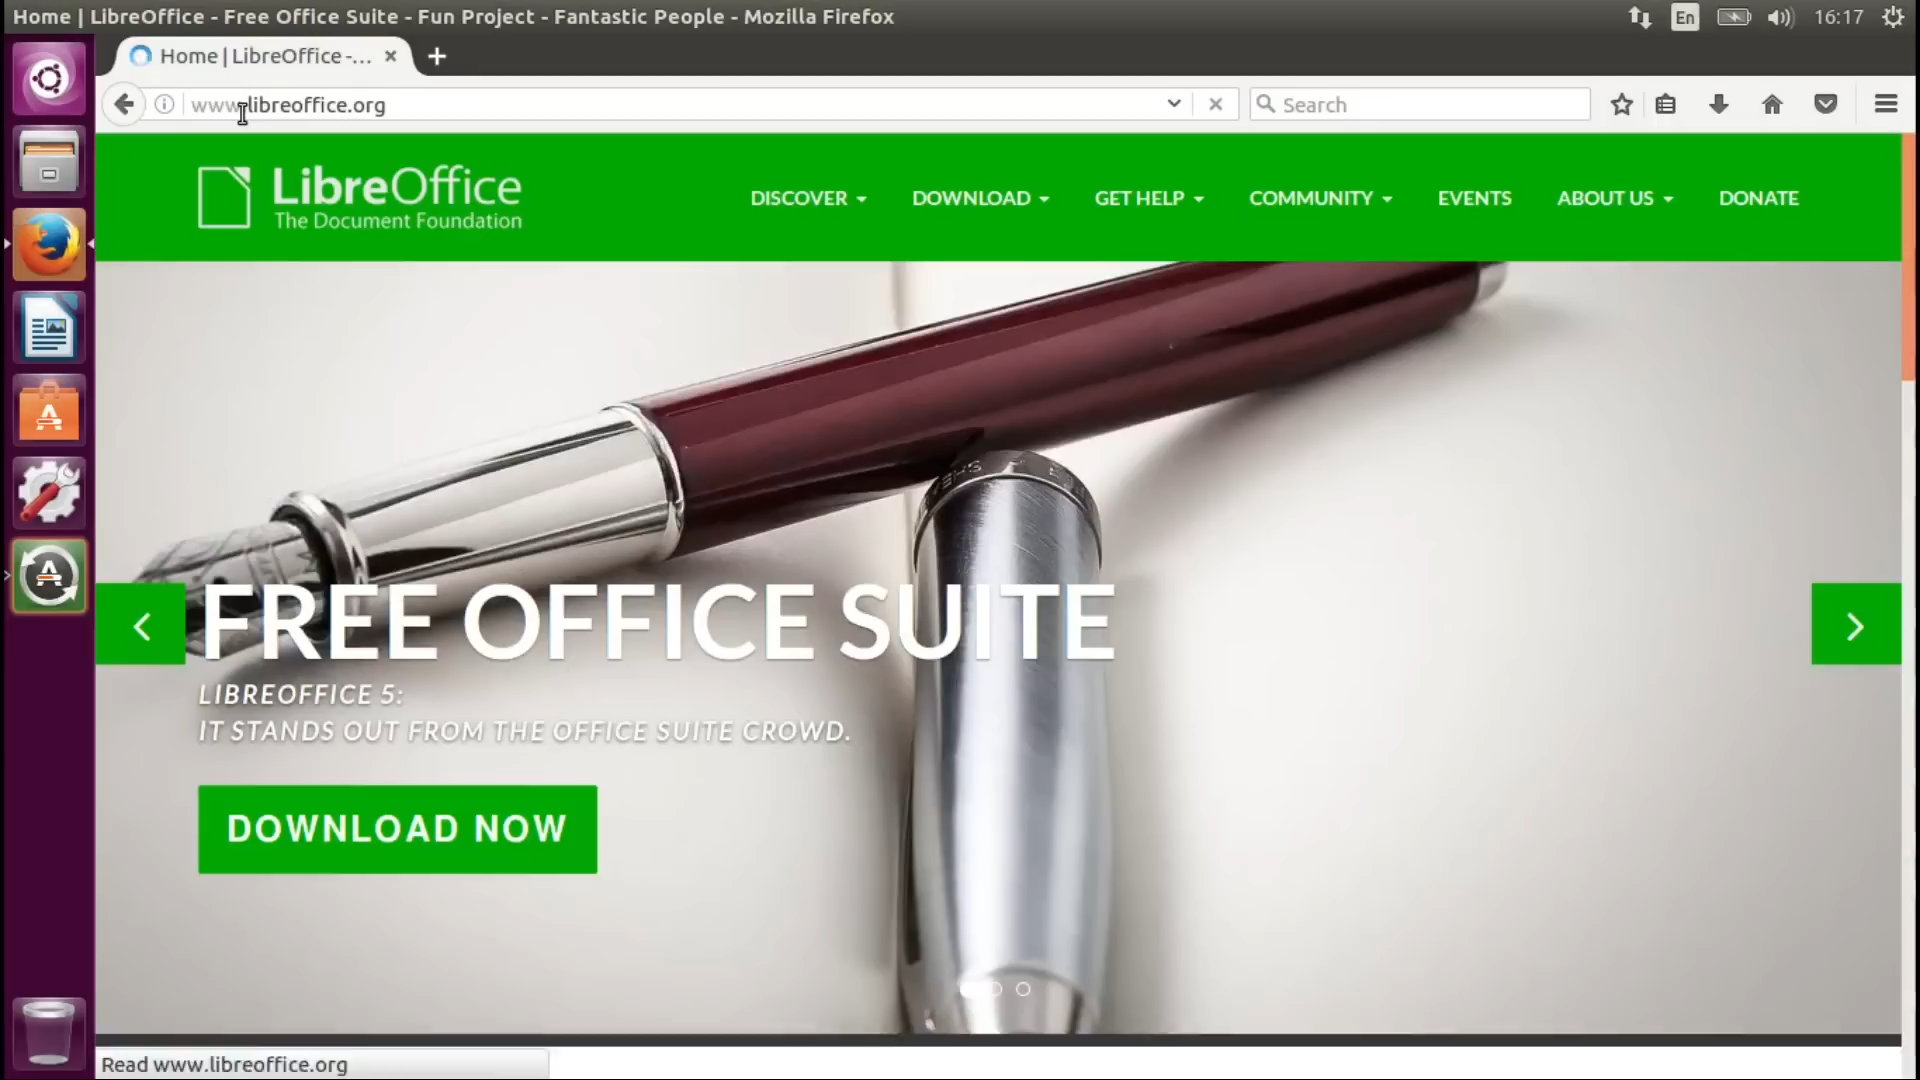 Home | LibreOffice - Free Office Suite - Fun Project - Fantastic People - Mozilla Firefox
En
16:17
Home | LibreOffice -...
www.libreoffice.org
Search
LibreOffice
The Document Foundation
DISCOVER
DOWNLOAD
GET HELP
COMMUNITY
EVENTS
ABOUT US
DONATE
FREE OFFICE SUITE
LIBREOFFICE 5:
IT STANDS OUT FROM THE OFFICE SUITE CROWD.
DOWNLOAD NOW
Read www.libreoffice.org